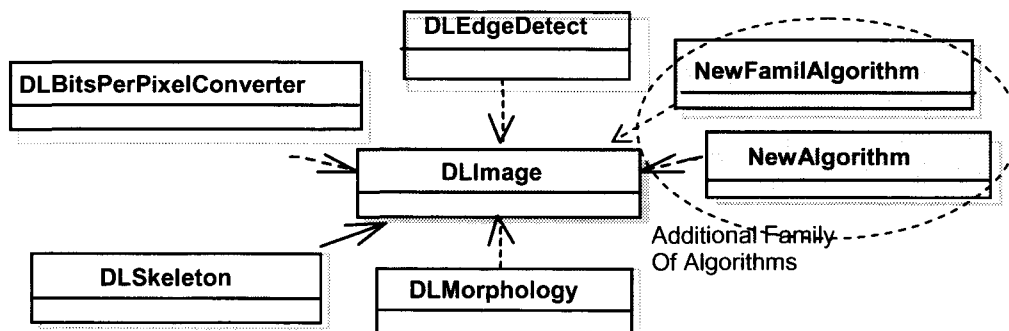 DLEdgeDetect
DLBitsPerPixelConverter
NewFamilAlgorithm
DLImage
NewAlgorithm
Additional Family
Of Algorithms
DLSkeleton
DLMorphology